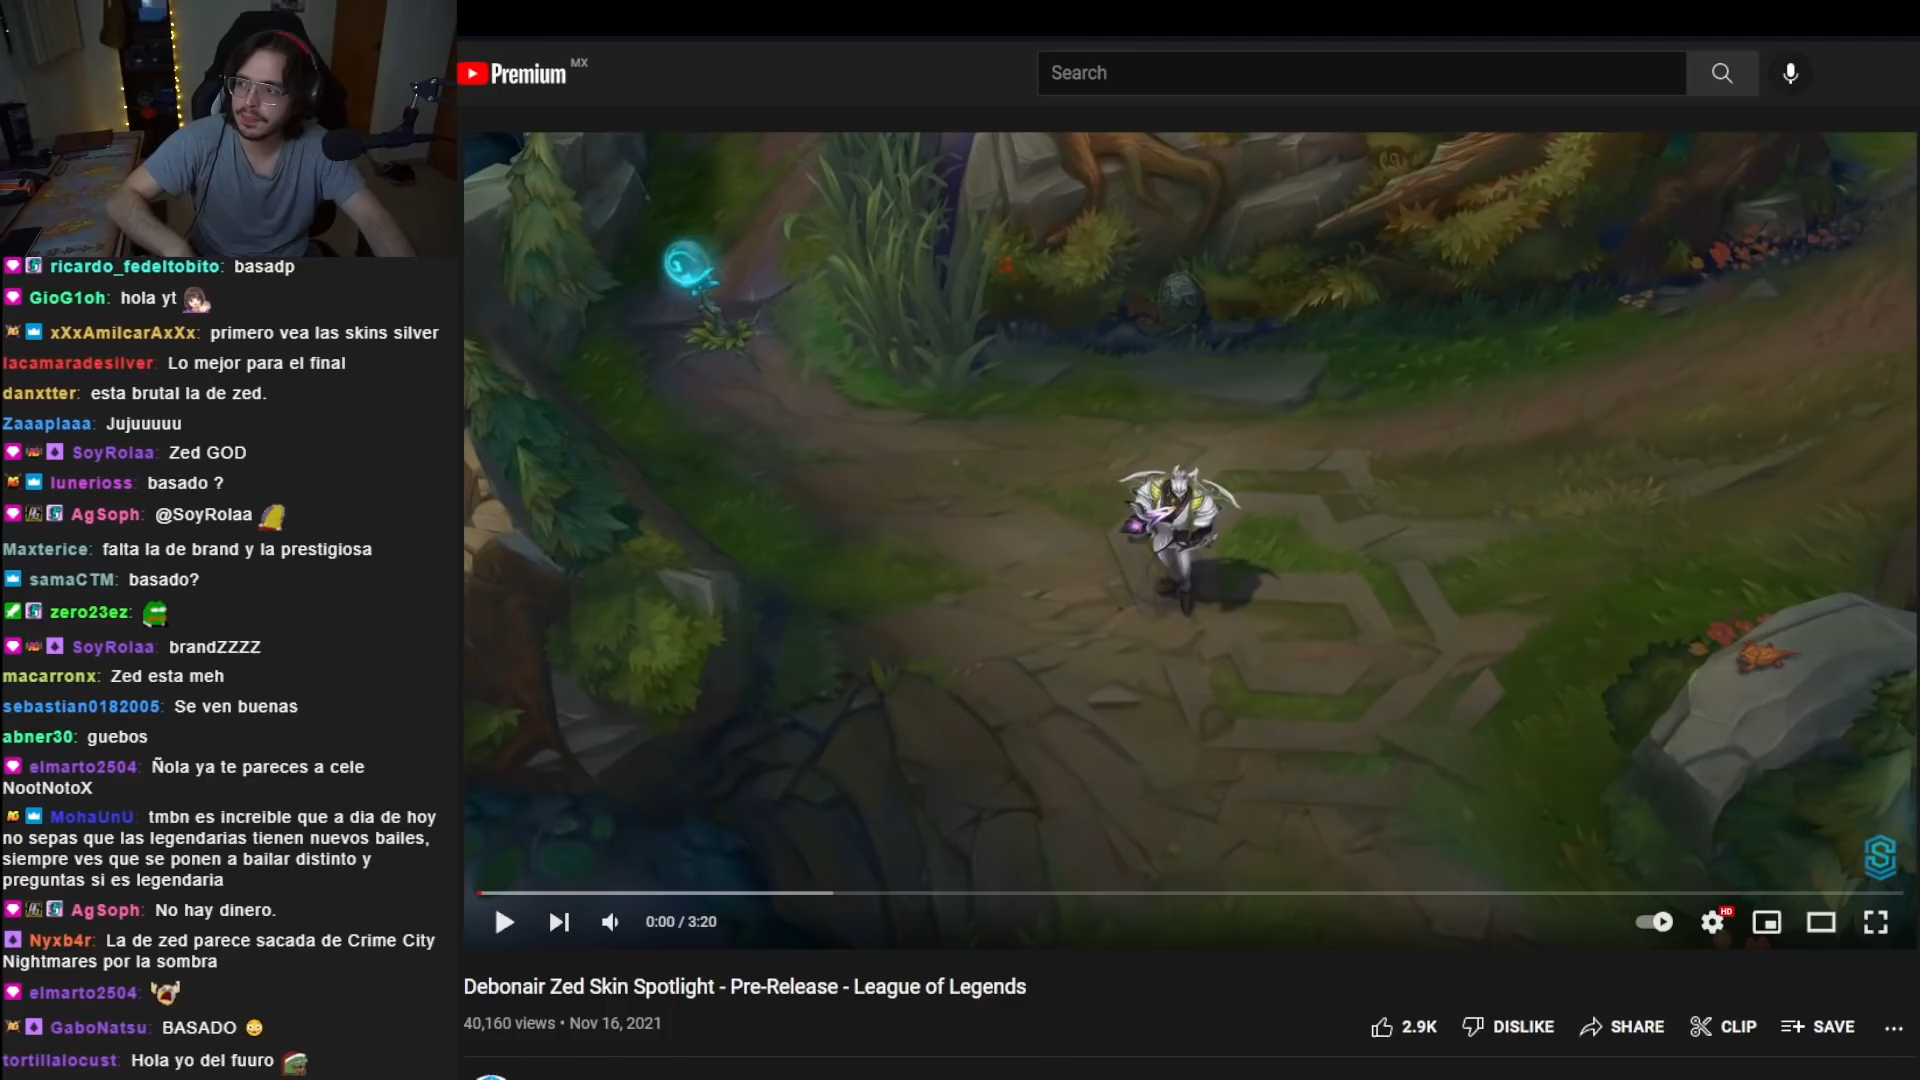 Premium MX
Search
ricardo_fedeltobito: basadp
GioG1oh: hola yt
xXxAmilcarAxXx: primero vea las skins silver
lacamaradesilver: Lo mejor para el final
danxtter: esta brutal la de zed.
Zaaaplaaa: Jujuuuuu
SoyRolaa: Zed GOD
lunerioss: basado ?
AgSoph: @SoyRolaa
Maxterice: falta la de brand y la prestigiosa
samaCTM: basado?
zero23ez:
SoyRolaa: brandZZZZ
macarronx: Zed esta meh
sebastian0182005: Se ven buenas
abner30: guebos
elmarto2504: Ñola ya te pareces a cele
NootNotoX
MohaUnU: tmbn es increible que a dia de hoy
no sepas que las legendarias tienen nuevos bailes,
siempre ves que se ponen a bailar distinto y
preguntas si es legendaria
AgSoph: No hay dinero.
Nyxb4r: La de zed parece sacada de Crime City
Nightmares por la sombra
elmarto2504:
GaboNatsu: BASADO
tortillalocust: Hola yo del fuuro
0:00 / 3:20
HD
Debonair Zed Skin Spotlight - Pre-Release - League of Legends
40,160 views • Nov 16, 2021
2.9K DISLIKE SHARE CLIP SAVE ...